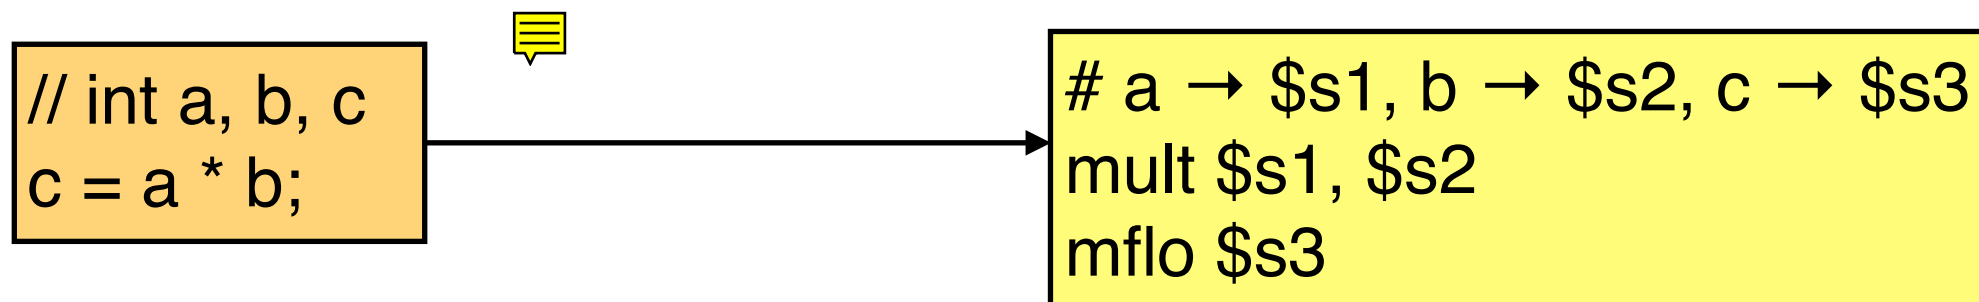 // int a, b, c
c = a * b;
# a → $s1, b → $s2, c → $s3
mult $s1, $s2
mflo $s3